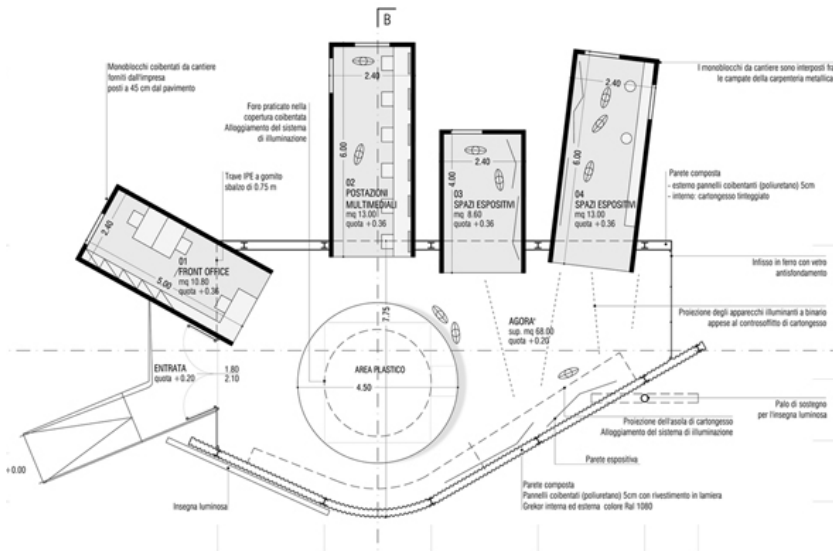 B
Monoblocchi coibentati da cantiere
forniti dall'impresa
posti a 45 cm dal pavimento
Foro praticato nella
copertura coibentata
Alloggiamento del sistema
di illuminazione
Trave IPE a gomito
sbalzo di 0.75 m
2.40
6.00
02
POSTAZIONI
MULTIMEDIALI
mq 13.00
quota +0.36
2.40
4.00
03
SPAZI ESPOSITIVI
mq 8.60
quota +0.36
2.40
6.00
04
SPAZI ESPOSITIVI
mq 13.00
quota +0.36
I monoblocchi da cantiere sono interposti fra
le campate della carpenteria metallica
Parete composta
- esterno pannelli coibentanti (poliuretano) 5cm
- interno: cartongesso tinteggiato
2.40
5.00
01
FRONT OFFICE
mq 10.80
quota +0.36
Infisso in ferro con vetro
antisfondamento
Proiezione degli apparecchi illuminanti a binario
appese al controsoffitto di cartongesso
7.75
AGORA'
sup. mq 68.00
quota +0.20
ENTRATA
quota +0.20
1.80
2.10
AREA PLASTICO
4.50
Palo di sostegno
per l'insegna luminosa
Proiezione dell'asola di cartongesso
Alloggiamento del sistema di illuminazione
Parete espositiva
+0.00
Insegna luminosa
Parete composta
Pannelli coibentati (poliuretano) 5cm con rivestimento in lamiera
Grekor interna ed esterna colore Ral 1080